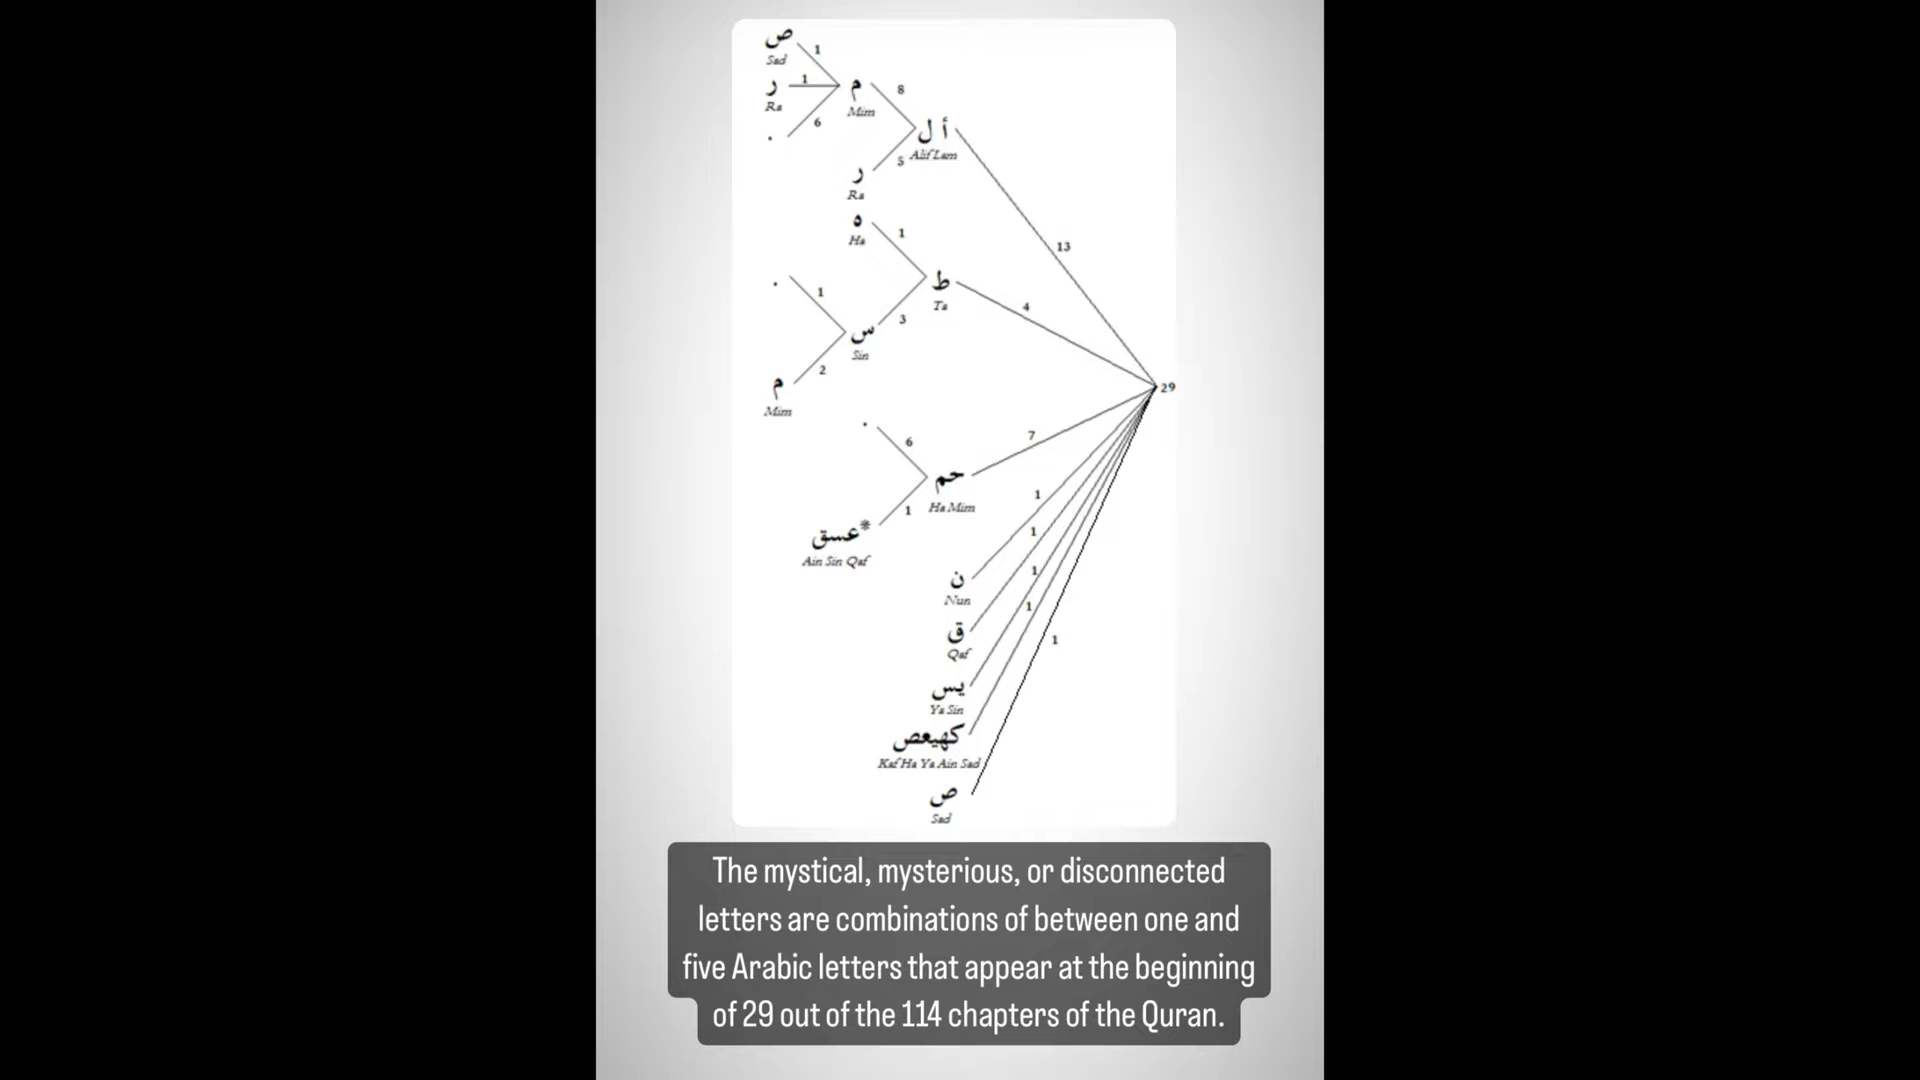 ص
Sad
1
ر
Ra
1
6
م
Mim
8
أ ل
Alif Lam
5
ر
Ra
13
ه
Ha
1
ط
Ta
4
1
3
س
Sin
2
م
Mim
29
7
6
حم
Ha Mim
1
عسق*
Ain Sin Qaf
1
ن
Nun
1
ق
Qaf
1
يس
Ya Sin
1
كهيعص
Kaf Ha Ya Ain Sad
1
ص
Sad
The mystical, mysterious, or disconnected
letters are combinations of between one and
five Arabic letters that appear at the beginning
of 29 out of the 114 chapters of the Quran.